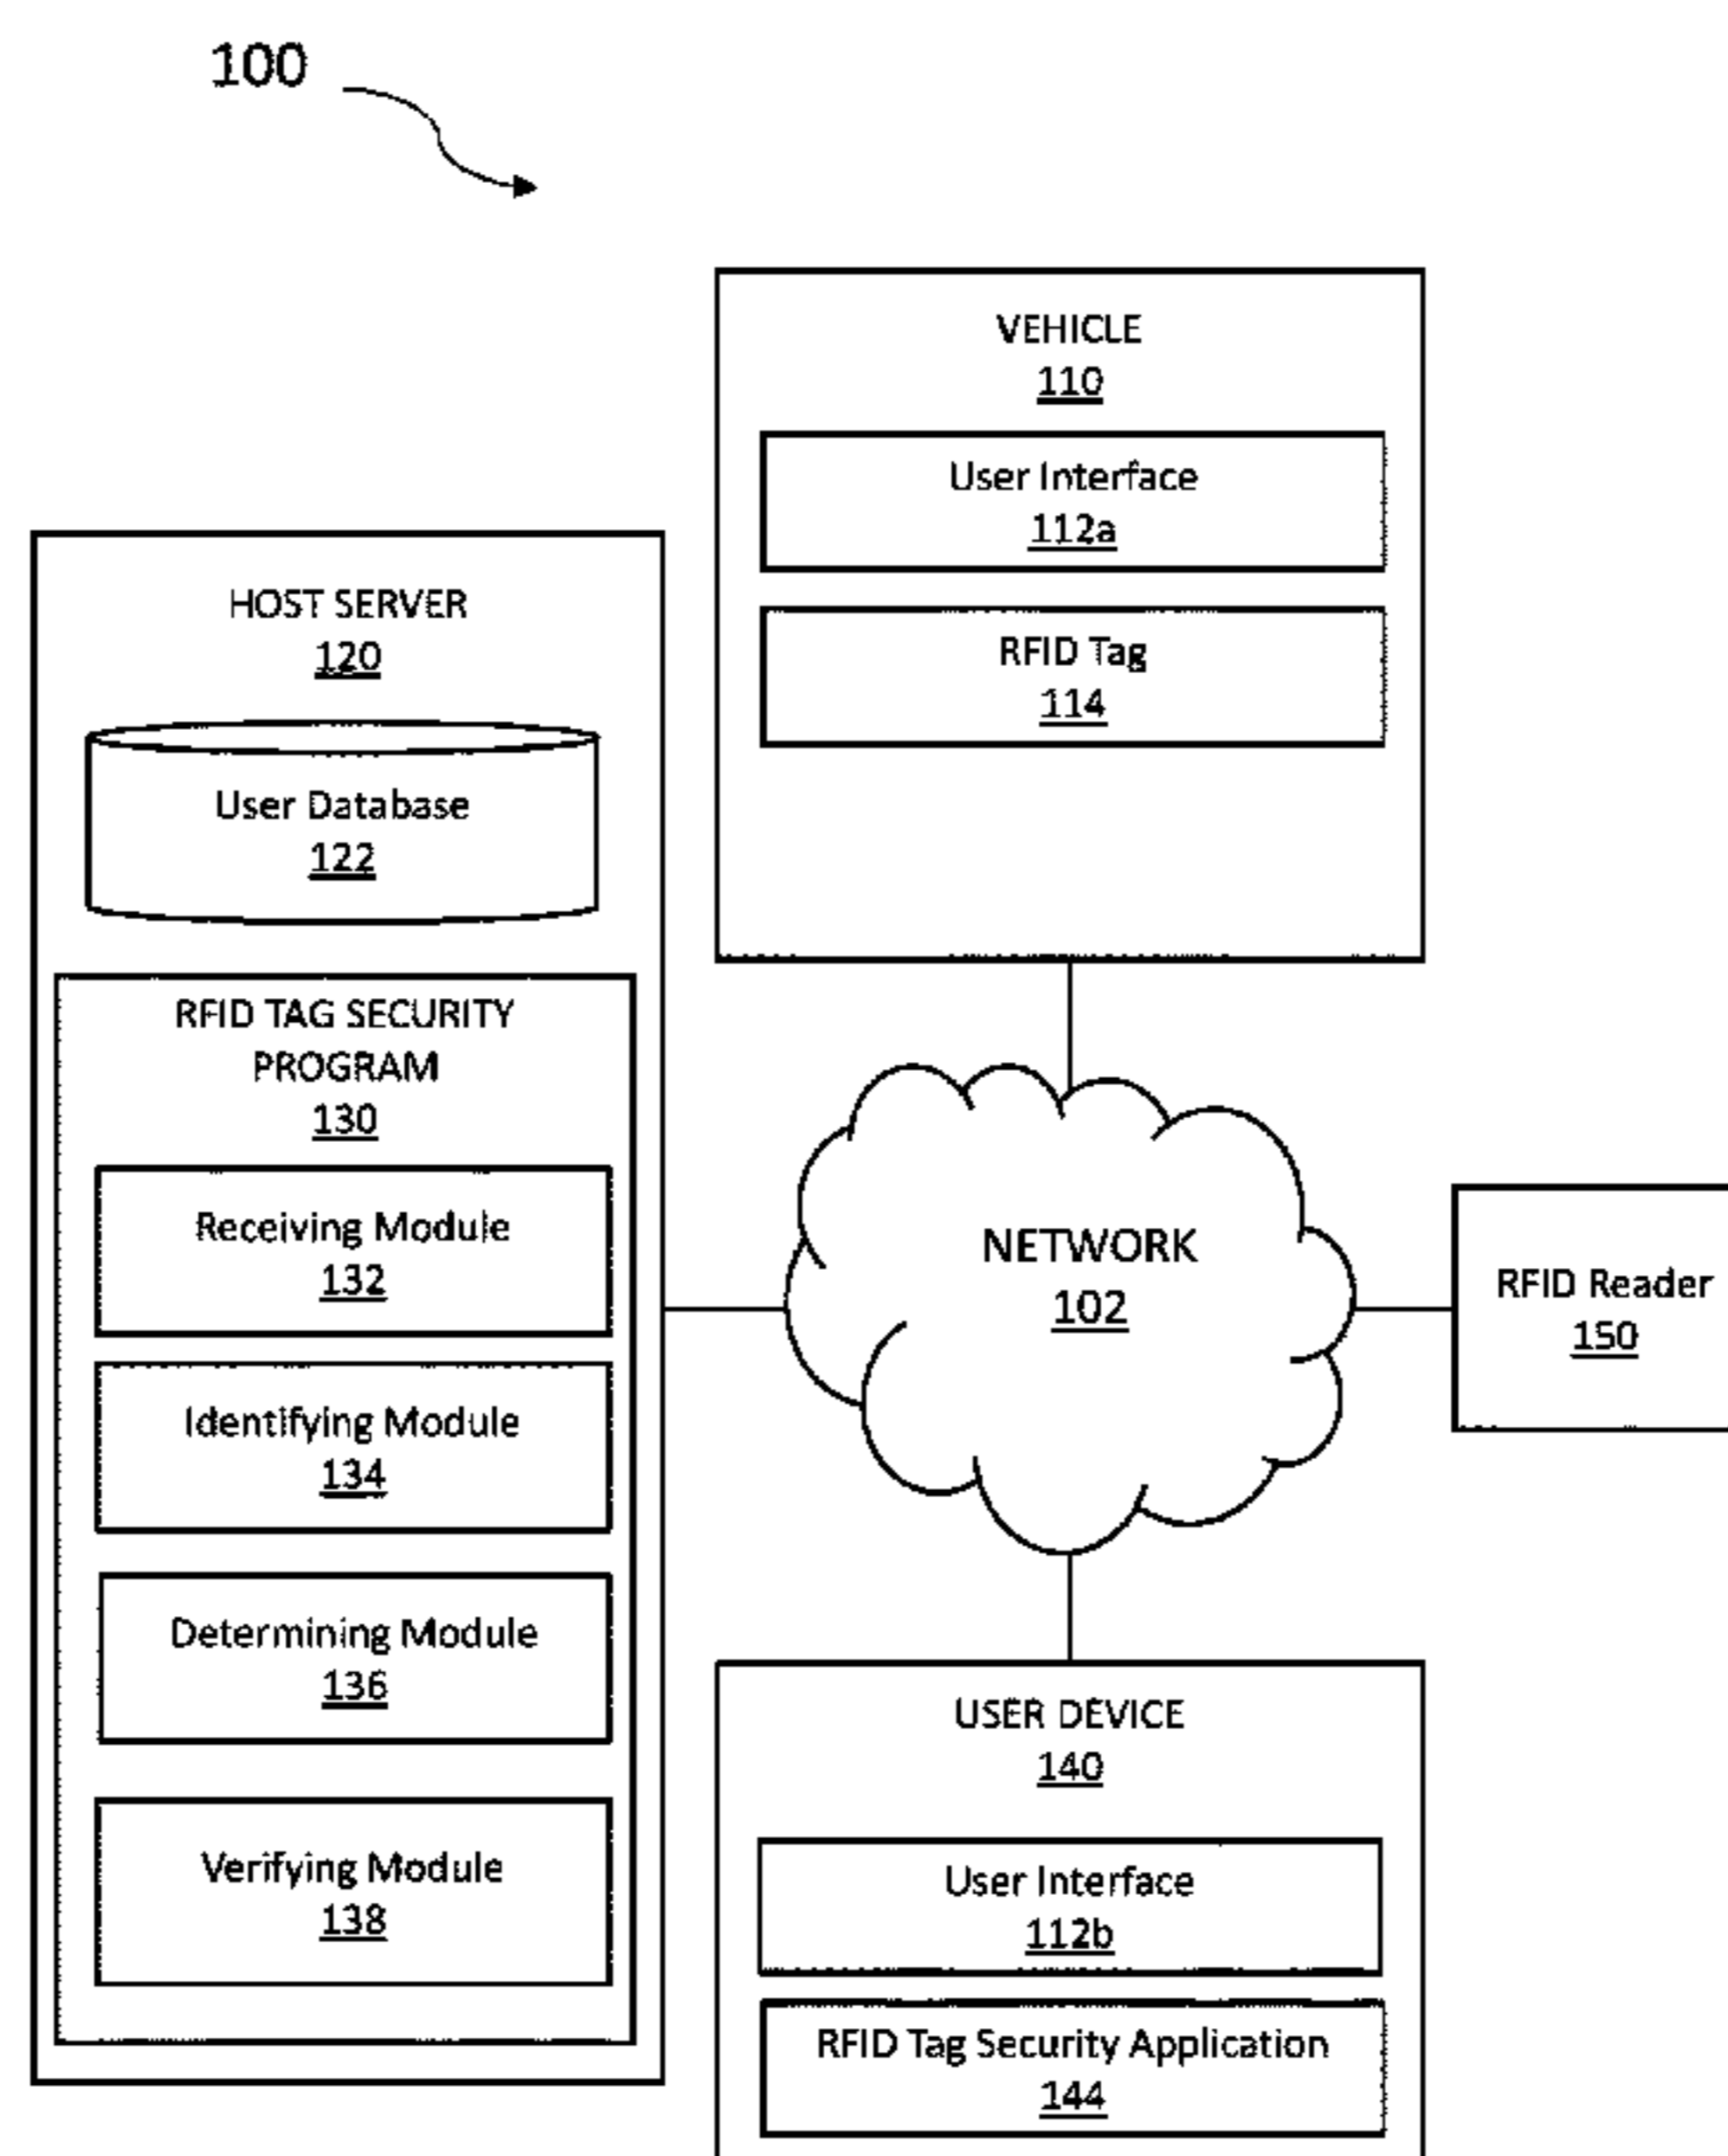 100
VEHICLE
110
User Interface
112a
RFID Tag
114
HOST SERVER
120
User Database
122
RFID TAG SECURITY
PROGRAM
130
Receiving Module
132
Identifying Module
134
Determining Module
136
Verifying Module
138
NETWORK
102
RFID Reader
150
USER DEVICE
140
User Interface
112b
RFID Tag Security Application
144